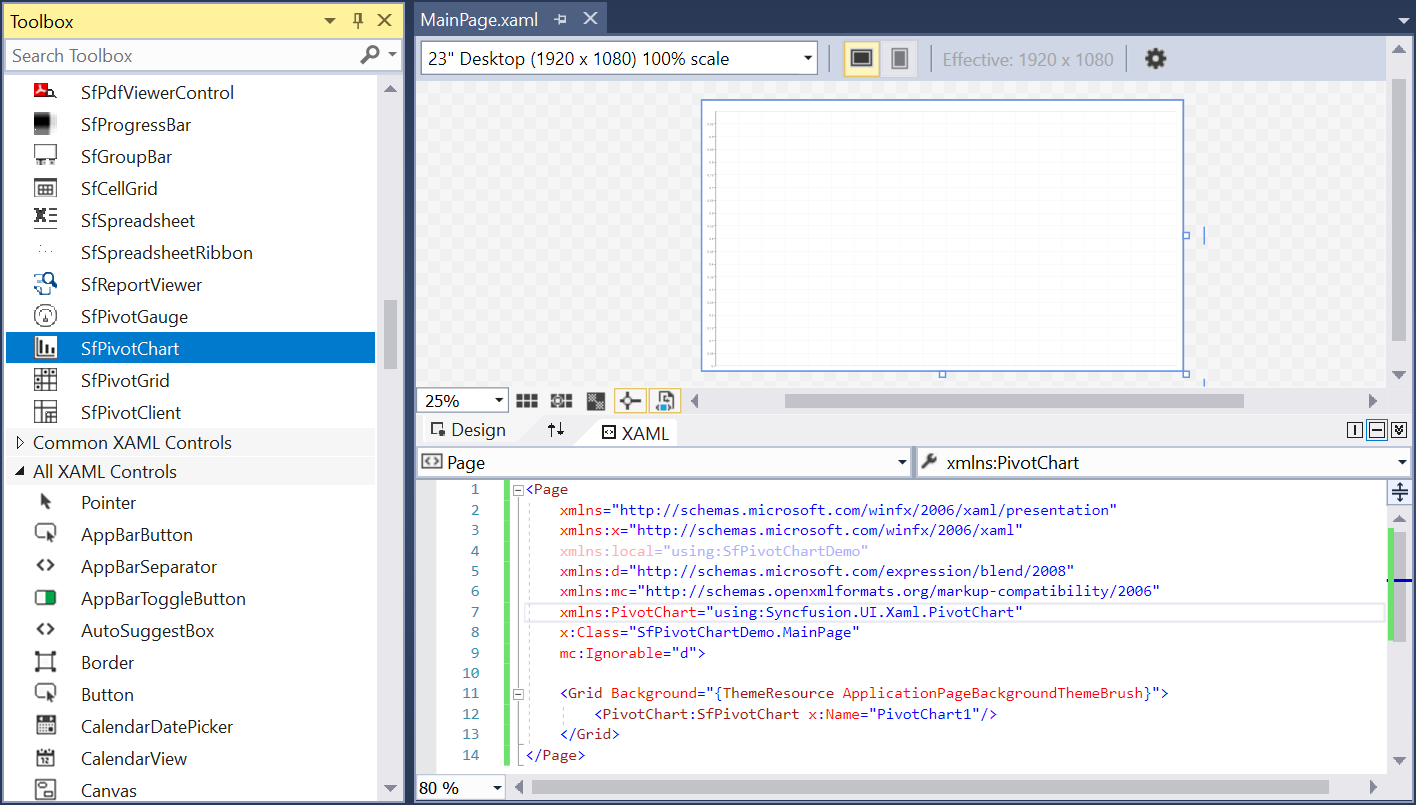 Toolbox
Search Toolbox
SfPdfViewerControl
SfProgressBar
SfGroupBar
SfCellGrid
SfSpreadsheet
SfSpreadsheetRibbon
SfReportViewer
SfPivotGauge
SfPivotChart
SfPivotGrid
SfPivotClient
Common XAML Controls
All XAML Controls
Pointer
AppBarButton
AppBarSeparator
AppBarToggleButton
AutoSuggestBox
Border
Button
CalendarDatePicker
CalendarView
Canvas
MainPage.xaml
23" Desktop (1920 x 1080) 100% scale
Effective: 1920 x 1080
25%
Design
XAML
Page
xmlns:PivotChart
1 <Page
2 xmlns="http://schemas.microsoft.com/winfx/2006/xaml/presentation"
3 xmlns:x="http://schemas.microsoft.com/winfx/2006/xaml"
4 xmlns:local="using:SfPivotChartDemo"
5 xmlns:d="http://schemas.microsoft.com/expression/blend/2008"
6 xmlns:mc="http://schemas.openxmlformats.org/markup-compatibility/2006"
7 xmlns:PivotChart="using:Syncfusion.UI.Xaml.PivotChart"
8 x:Class="SfPivotChartDemo.MainPage"
9 mc:Ignorable="d">
10
11 <Grid Background="{ThemeResource ApplicationPageBackgroundThemeBrush}">
12 <PivotChart:SfPivotChart x:Name="PivotChart1"/>
13 </Grid>
14 </Page>
80 %